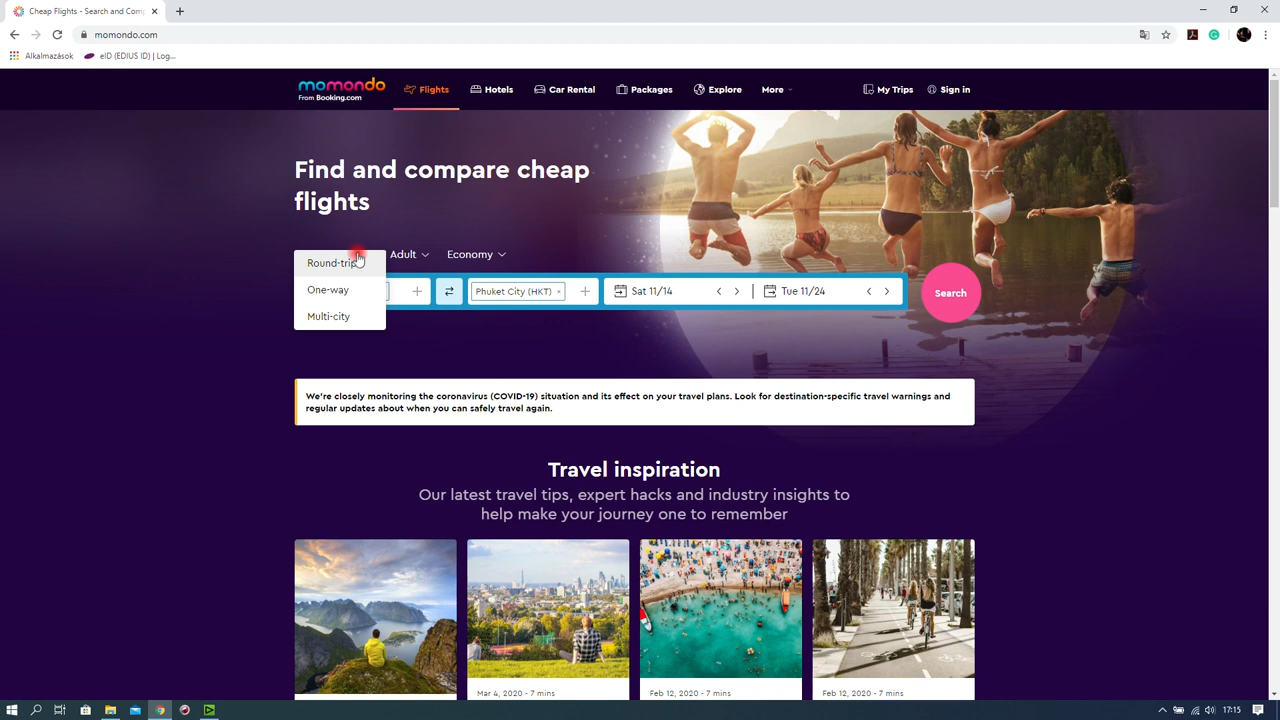 Cheap Flights - Search and Comp
momondo.com
Alkalmazások
eID (EDIUS ID) | Log...
momondo
From Booking.com
Flights
Hotels
Car Rental
Packages
Explore
More
My Trips
Sign in
Find and compare cheap
flights
Adult
Economy
Round-trip
One-way
Multi-city
Phuket City (HKT) ×
Sat 11/14
Tue 11/24
Search
We're closely monitoring the coronavirus (COVID-19) situation and its effect on your travel plans. Look for destination-specific travel warnings and
regular updates about when you can safely travel again.
Travel inspiration
Our latest travel tips, expert hacks and industry insights to
help make your journey one to remember
Mar 4, 2020 - 7 mins
Feb 12, 2020 - 7 mins
Feb 12, 2020 - 7 mins
17:15